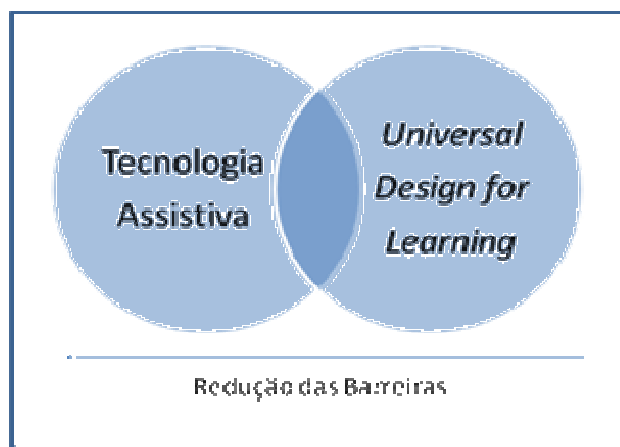 Tecnologia
Assistiva
Universal
Design for
Learning
Redução das Barreiras